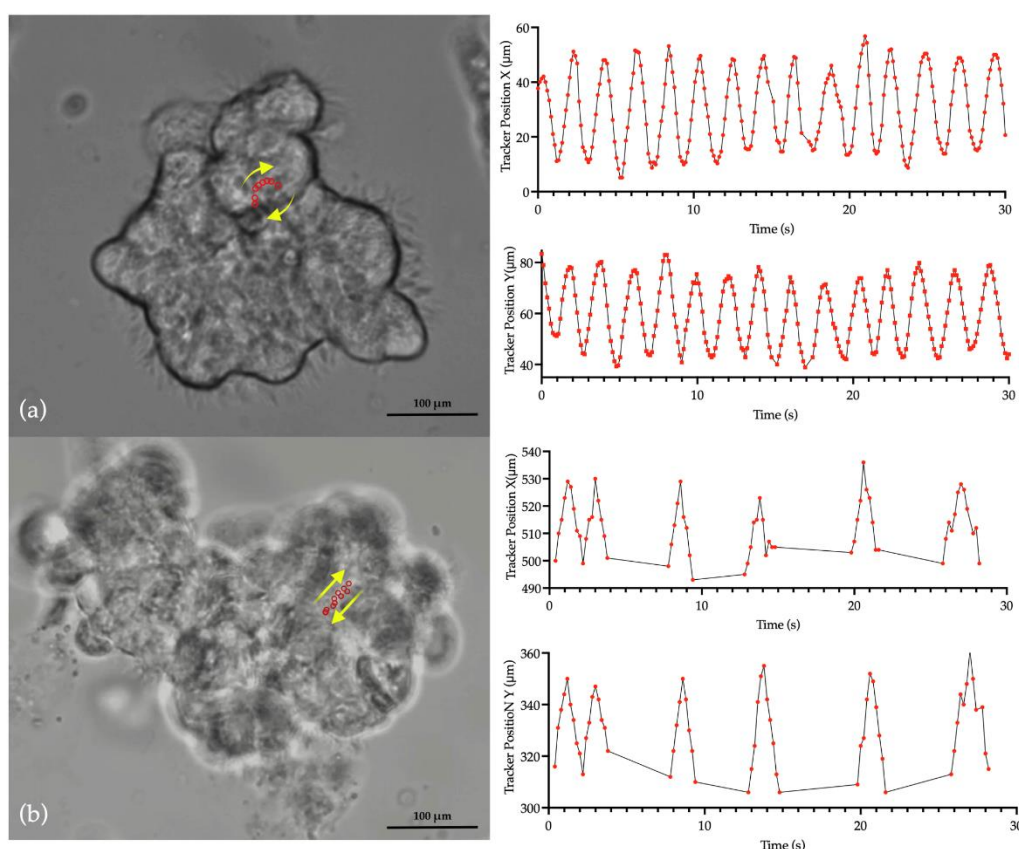 60
40
20
0
Tracker Position X (µm)
0 10 20 30
Time (s)
80
60
40
Tracker Position Y(µm)
0 10 20 30
Time (s)
(a)
100 µm
540
530
520
510
500
490
Tracker Position X(µm)
0 10 20 30
Time (s)
360
340
320
300
Tracker PositioN Y (µm)
0 10 20 30
Time (s)
(b)
100 µm